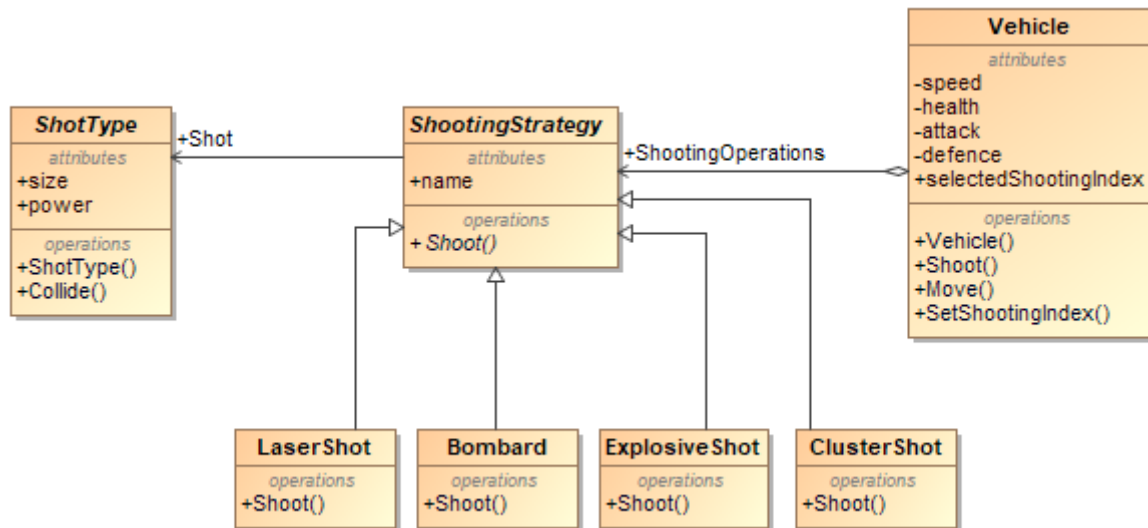 ShotType
attributes
+size
+power
operations
+ShotType()
+Collide()
+Shot
ShootingStrategy
attributes
+name
operations
+ Shoot()
+ShootingOperations
Vehicle
attributes
-speed
-health
-attack
-defence
+selectedShootingIndex
operations
+Vehicle()
+Shoot()
+Move()
+SetShootingIndex()
LaserShot
operations
+Shoot()
Bombard
operations
+Shoot()
ExplosiveShot
operations
+Shoot()
ClusterShot
operations
+Shoot()